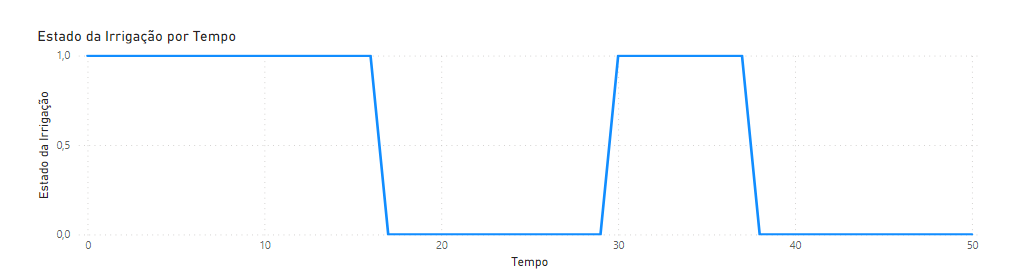 Estado da Irrigação por Tempo
1,0
0,5
0,0
Estado da Irrigação
0 10 20 30 40 50
Tempo